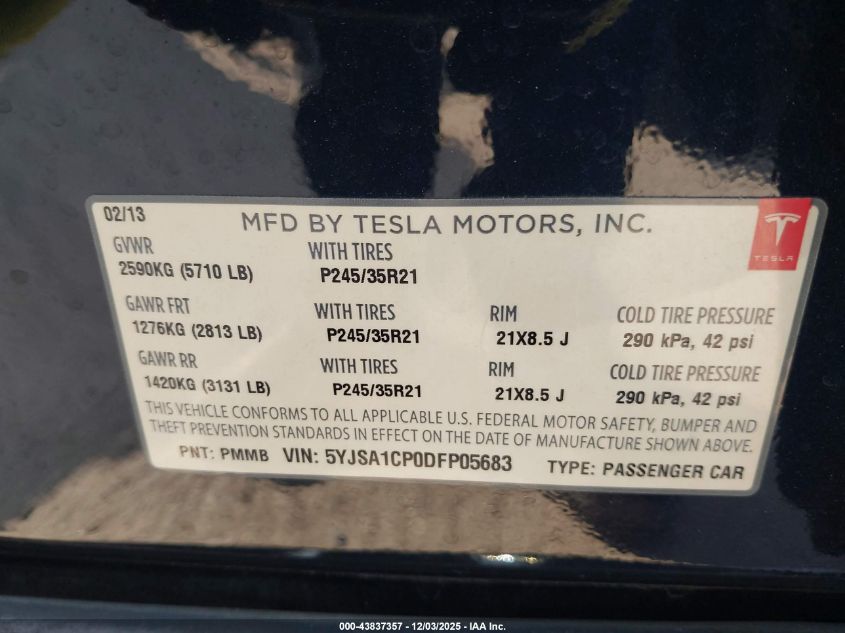 02/13
MFD BY TESLA MOTORS, INC.
TESLA
GVWR WITH TIRES
2590KG (5710 LB) P245/35R21
GAWR FRT WITH TIRES RIM COLD TIRE PRESSURE
1276KG (2813 LB) P245/35R21 21X8.5 J 290 kPa, 42 psi
GAWR RR WITH TIRES RIM COLD TIRE PRESSURE
1420KG (3131 LB) P245/35R21 21X8.5 J 290 kPa, 42 psi
THIS VEHICLE CONFORMS TO ALL APPLICABLE U.S. FEDERAL MOTOR SAFETY, BUMPER AND
THEFT PREVENTION STANDARDS IN EFFECT ON THE DATE OF MANUFACTURE SHOWN ABOVE.
PNT: PMMB VIN: 5YJSA1CP0DFP05683 TYPE: PASSENGER CAR
000-43837357 - 12/03/2025 - IAA Inc.